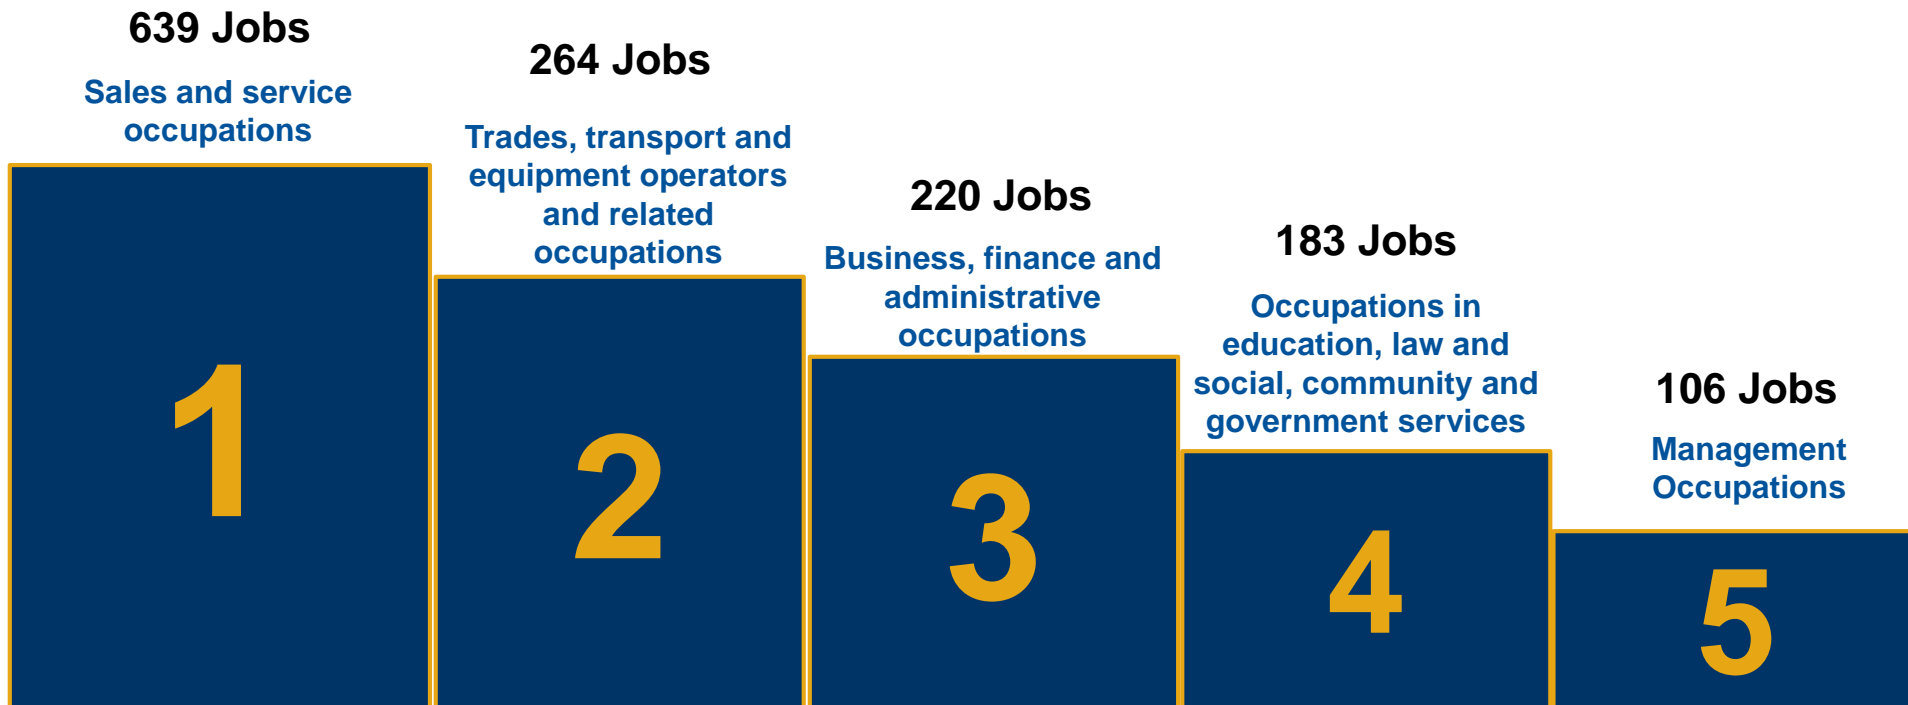 639 Jobs
Sales and service
occupations
1
264 Jobs
Trades, transport and
equipment operators
and related
occupations
2
220 Jobs
Business, finance and
administrative
occupations
3
183 Jobs
Occupations in
education, law and
social, community and
government services
4
106 Jobs
Management
Occupations
5